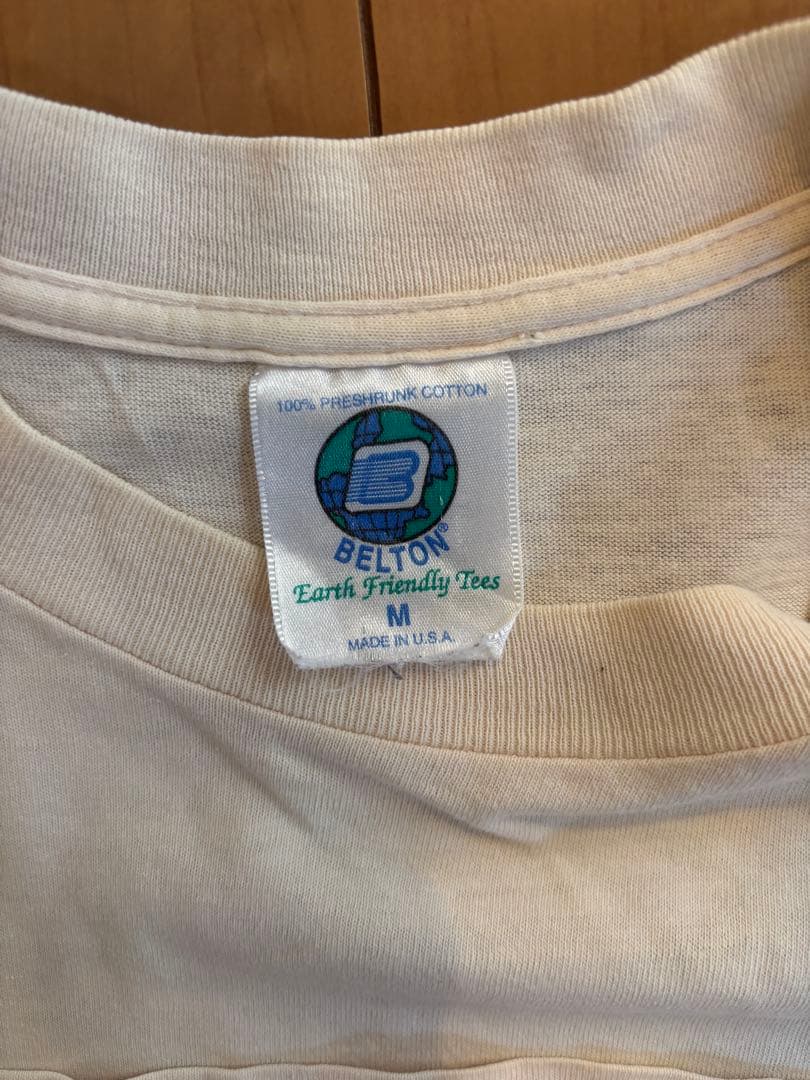 100% PRESHRUNK COTTON
B
BELTON®
Earth Friendly Tees
M
MADE IN U.S.A.